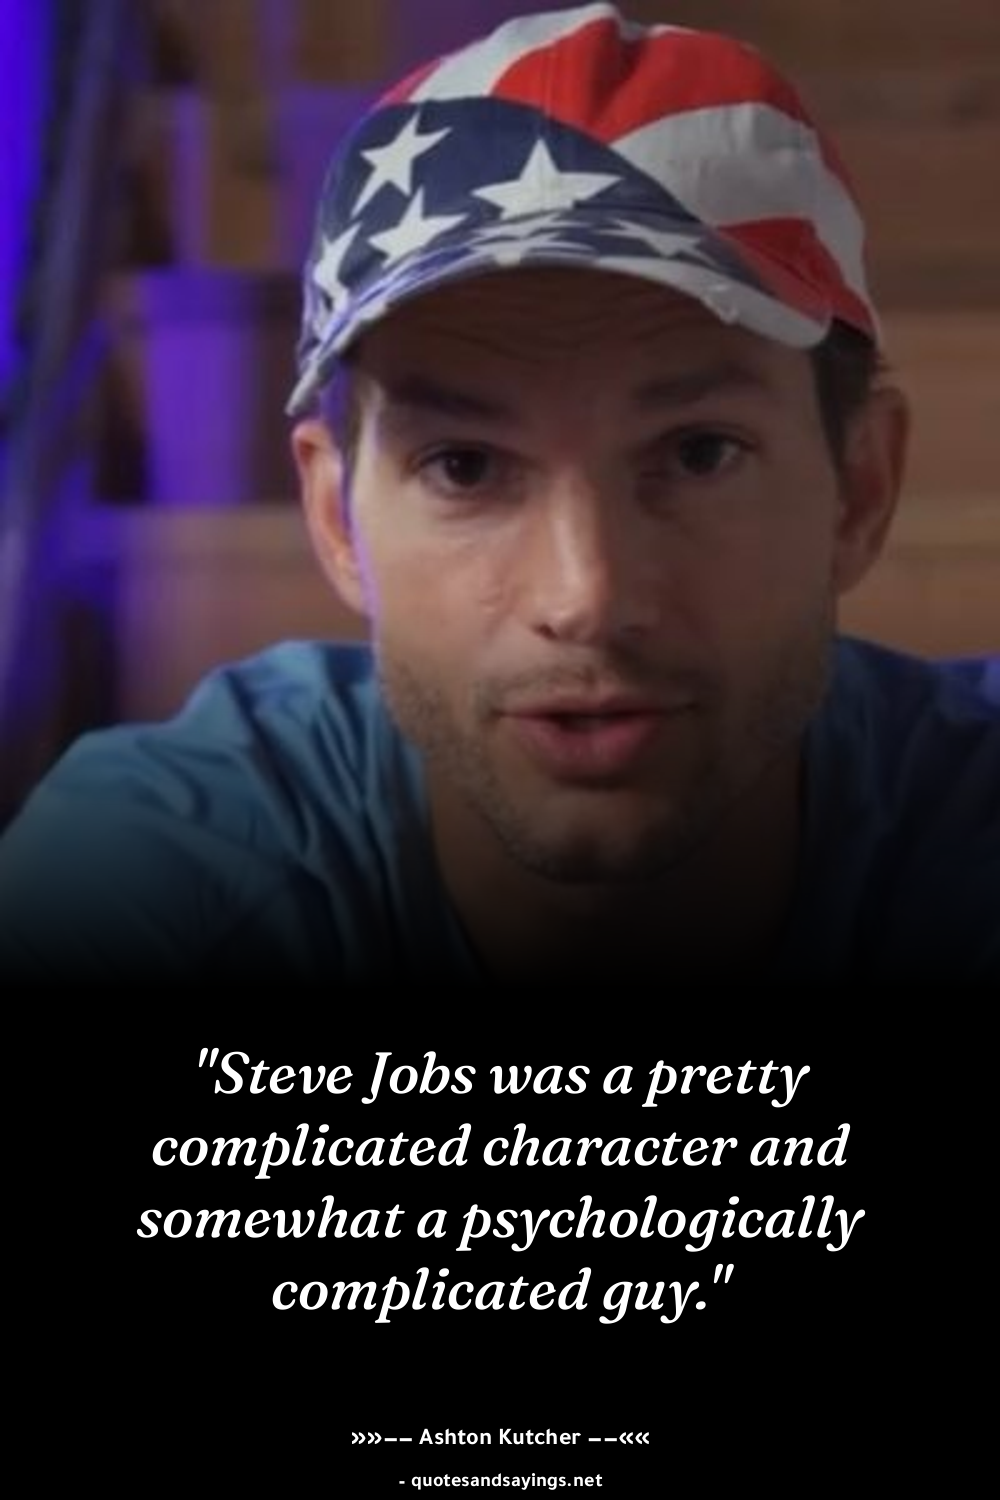 "Steve Jobs was a pretty
complicated character and
somewhat a psychologically
complicated guy."
»»–– Ashton Kutcher ––««
- quotesandsayings.net